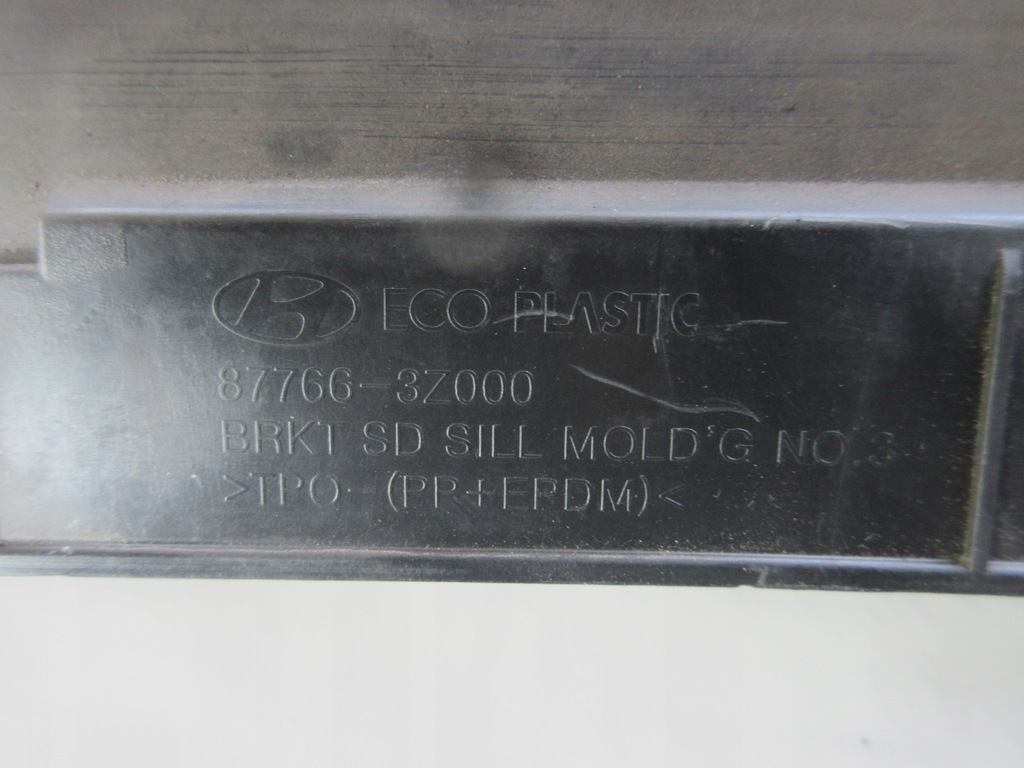 ECO PLASTIC
87766-3Z000
BRKT SD SILL MOLD'G NO.3
>TPO-(PP+EPDM)<